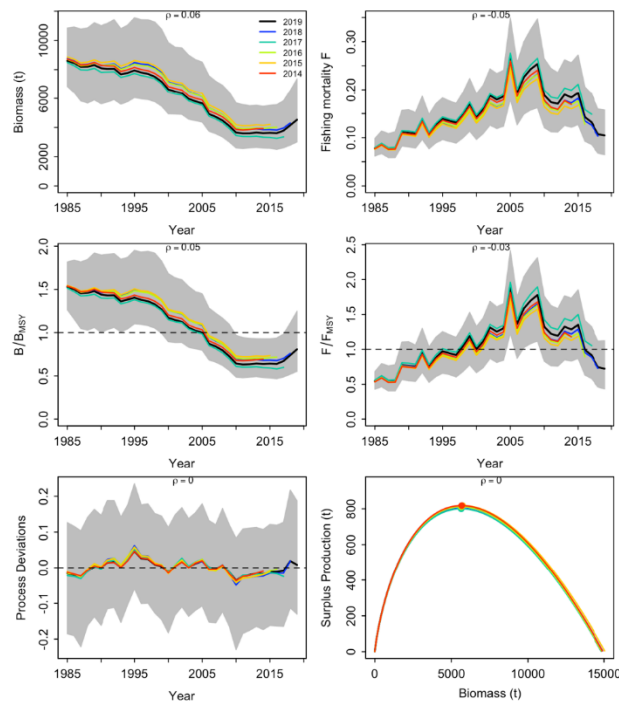 ρ = 0.06
10000
8000
6000
4000
2000
0
Biomass (t)
2019
2018
2017
2016
2015
2014
1985 1995 2005 2015
Year
ρ = -0.05
0.30
0.20
0.10
0.00
Fishing mortality F
1985 1995 2005 2015
Year
ρ = 0.05
2.0
1.5
1.0
0.5
0.0
B/BMSY
1985 1995 2005 2015
Year
ρ = -0.03
2.5
2.0
1.5
1.0
0.5
0.0
F/FMSY
1985 1995 2005 2015
Year
ρ = 0
0.2
0.1
0.0
-0.1
-0.2
Process Deviations
1985 1995 2005 2015
Year
ρ = 0
800
600
400
200
0
Surplus Production (t)
0 5000 10000 15000
Biomass (t)